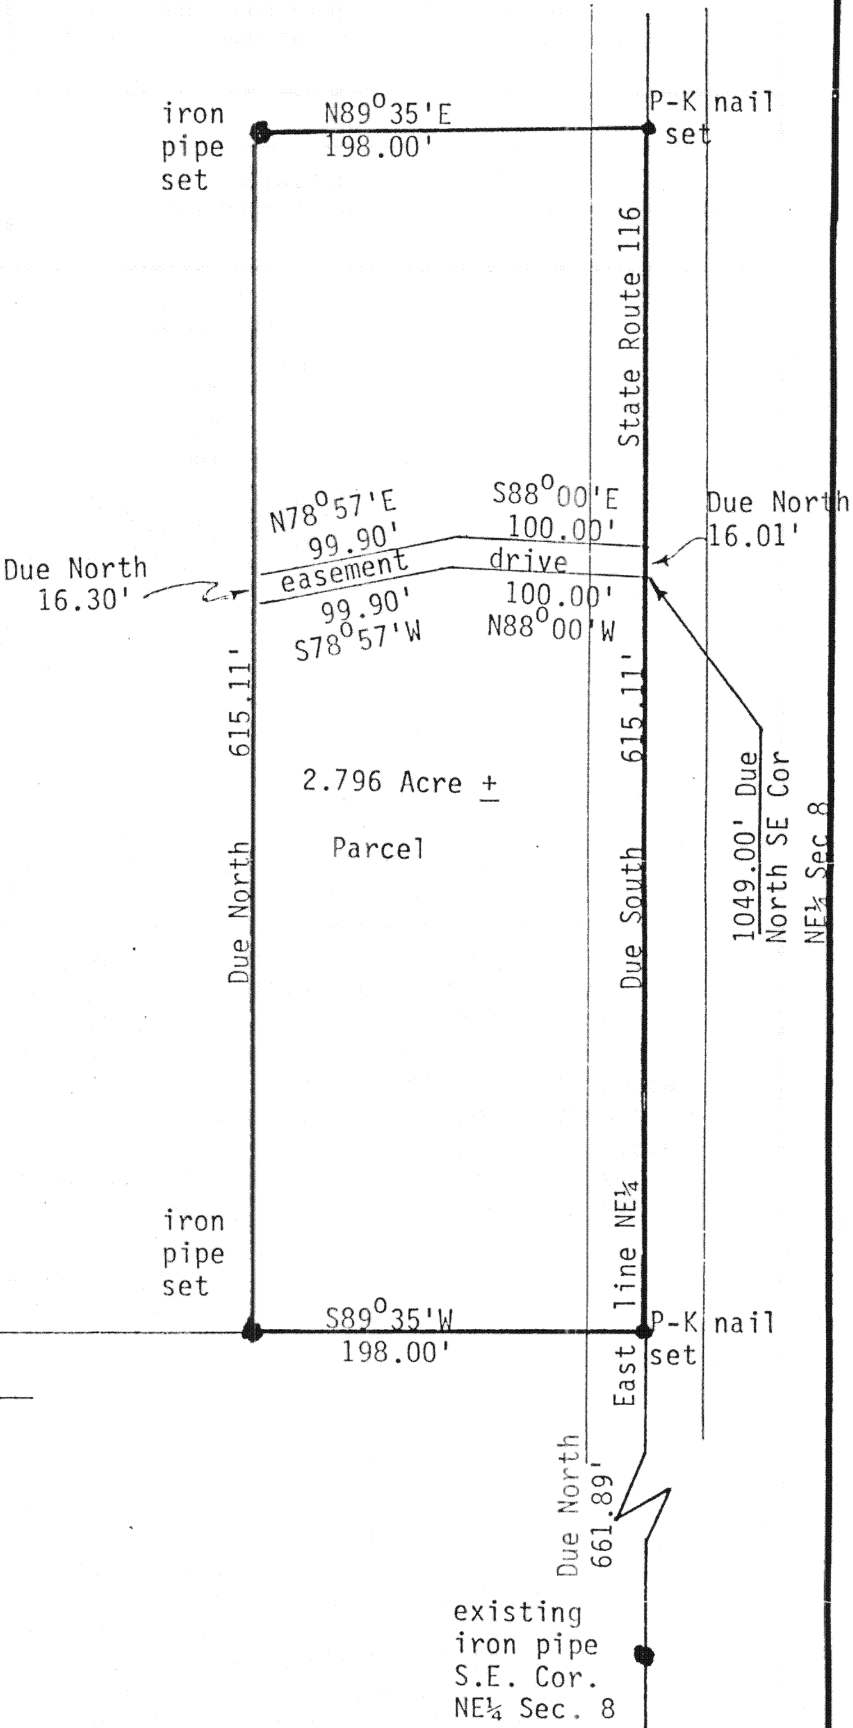 iron
pipe
set
N89°35'E
198.00'
P-K nail
set
State Route 116
N78°57'E
99.90'
S88°00'E
100.00'
Due North
16.01'
easement
drive
Due North
16.30'
99.90'
S78°57'W
100.00'
N88°00'W
615.11'
Due North
615.11'
Due South
2.796 Acre ±
Parcel
1049.00' Due
North SE Cor
NE¼ Sec 8
iron
pipe
set
S89°35'W
198.00'
East line NE¼
P-K nail
set
Due North
661.89'
existing
iron pipe
S.E. Cor.
NE¼ Sec. 8